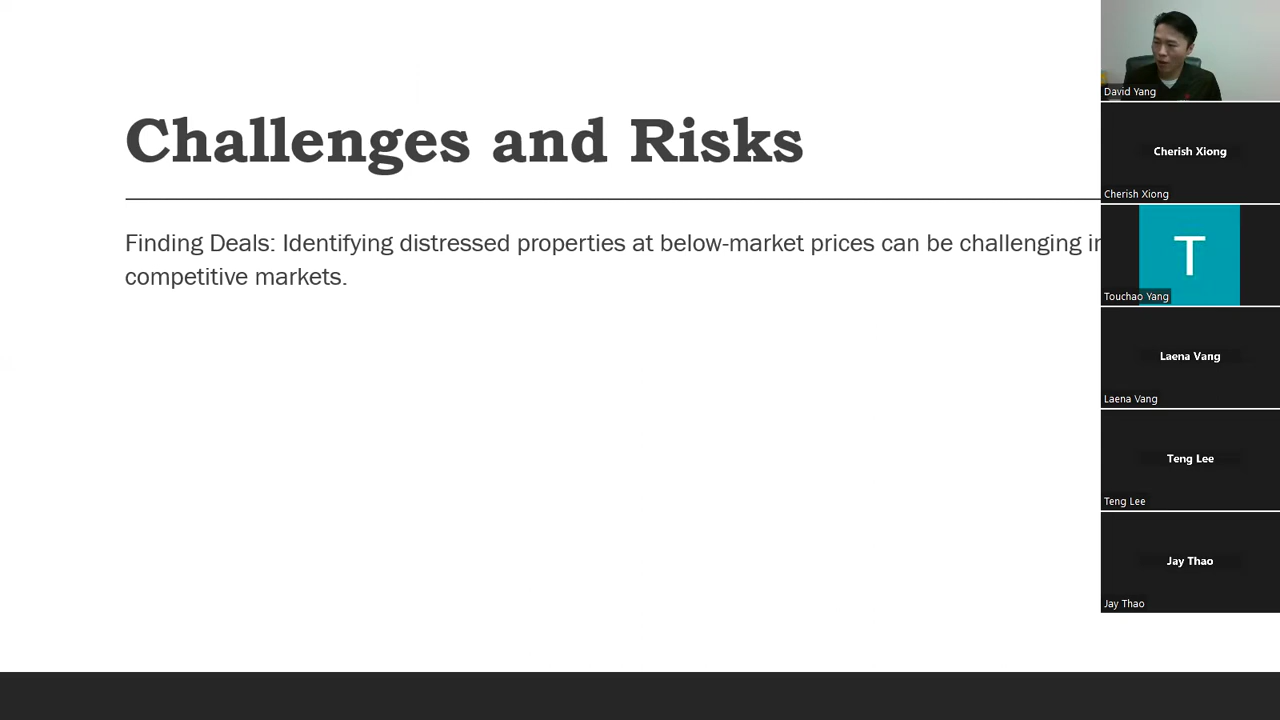 Challenges and Risks
Finding Deals: Identifying distressed properties at below-market prices can be challenging in
competitive markets.
David Yang
Cherish Xiong
Cherish Xiong
T
Touchao Yang
Laena Vang
Laena Vang
Teng Lee
Teng Lee
Jay Thao
Jay Thao